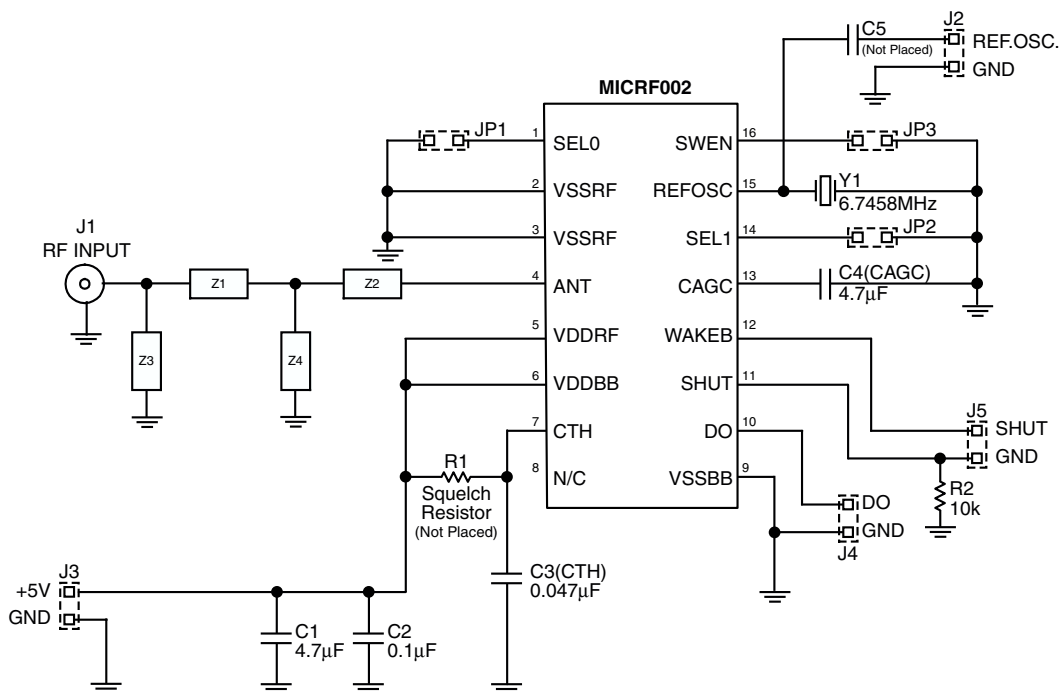 C5
(Not Placed)
J2
REF.OSC.
GND
MICRF002
JP1
1
SEL0
SWEN
16
JP3
2
VSSRF
REFOSC
15
Y1
6.7458MHz
3
VSSRF
SEL1
14
JP2
J1
RF INPUT
Z1
Z2
4
ANT
CAGC
13
C4(CAGC)
4.7µF
Z3
Z4
5
VDDRF
WAKEB
12
6
VDDBB
SHUT
11
7
CTH
DO
10
J5
SHUT
GND
8
N/C
VSSBB
9
R1
Squelch
Resistor
(Not Placed)
R2
10k
DO
GND
J4
J3
+5V
GND
C1
4.7µF
C2
0.1µF
C3(CTH)
0.047µF